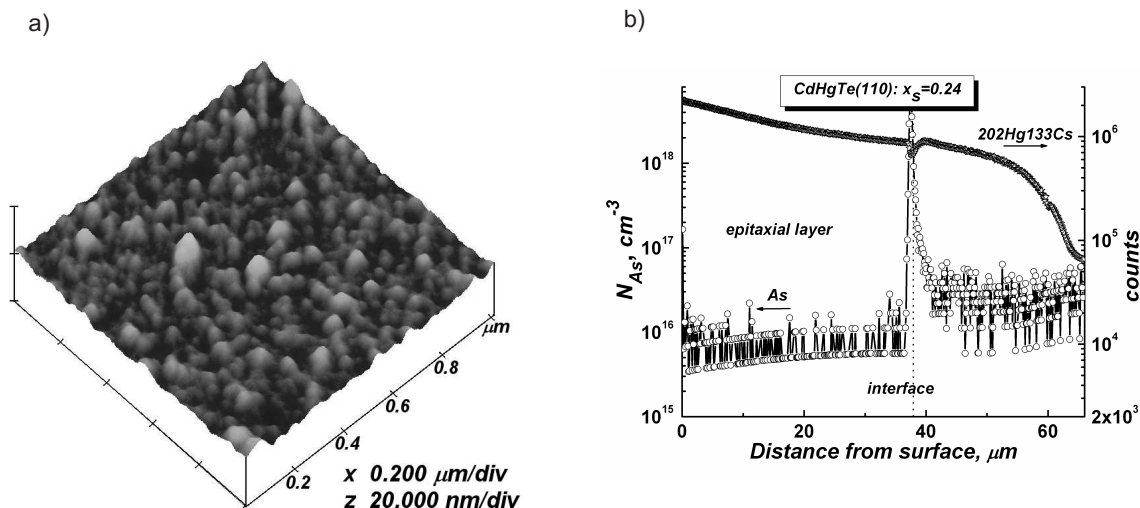 a)
μm
0.8
0.6
0.4
0.2
x 0.200 μm/div
z 20.000 nm/div
b)
CdHgTe(110): xS=0.24
202Hg133Cs
epitaxial layer
As
interface
NAs, cm-3
10^18
10^17
10^16
10^15
10^6
10^5
10^4
2x10^3
counts
0 20 40 60
Distance from surface, μm